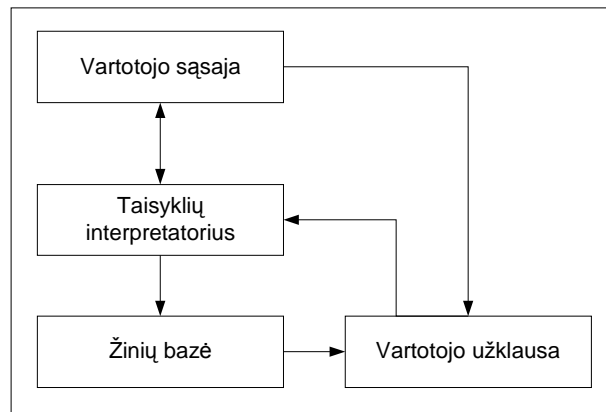 Vartotojo sąsaja
Taisyklių
interpretatorius
Žinių bazė
Vartotojo užklausa